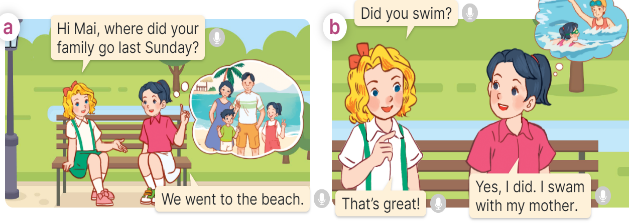 a
Hi Mai, where did your
family go last Sunday?
We went to the beach.
b
Did you swim?
Yes, I did. I swam
with my mother.
That's great!